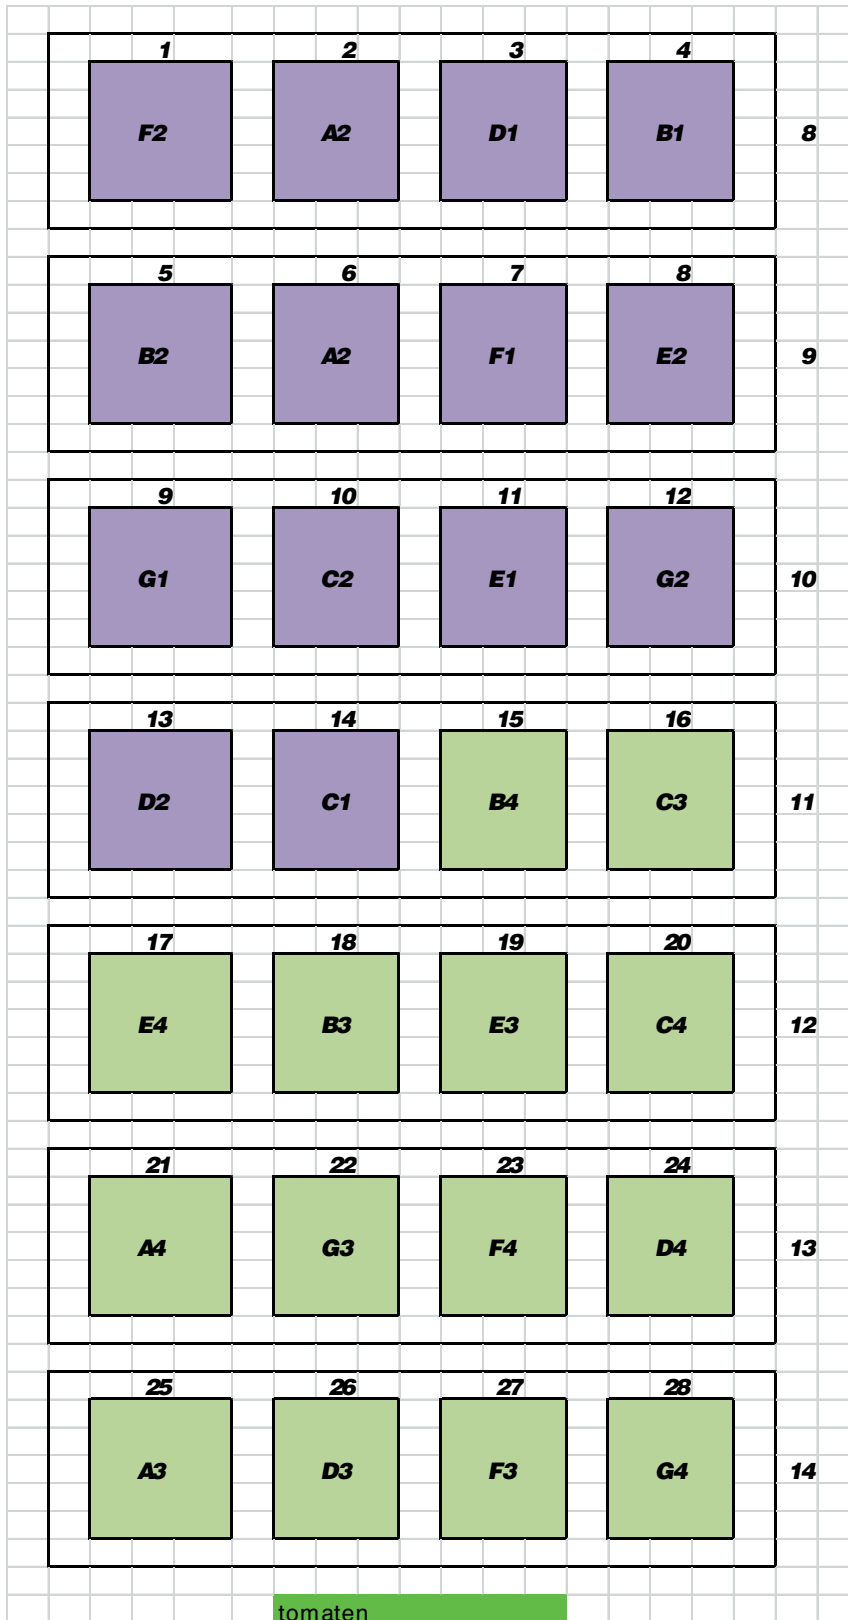 1 2 3 4
F2 A2 D1 B1 8
5 6 7 8
B2 A2 F1 E2 9
9 10 11 12
G1 C2 E1 G2 10
13 14 15 16
D2 C1 B4 C3 11
17 18 19 20
E4 B3 E3 C4 12
21 22 23 24
A4 G3 F4 D4 13
25 26 27 28
A3 D3 F3 G4 14
tomaten